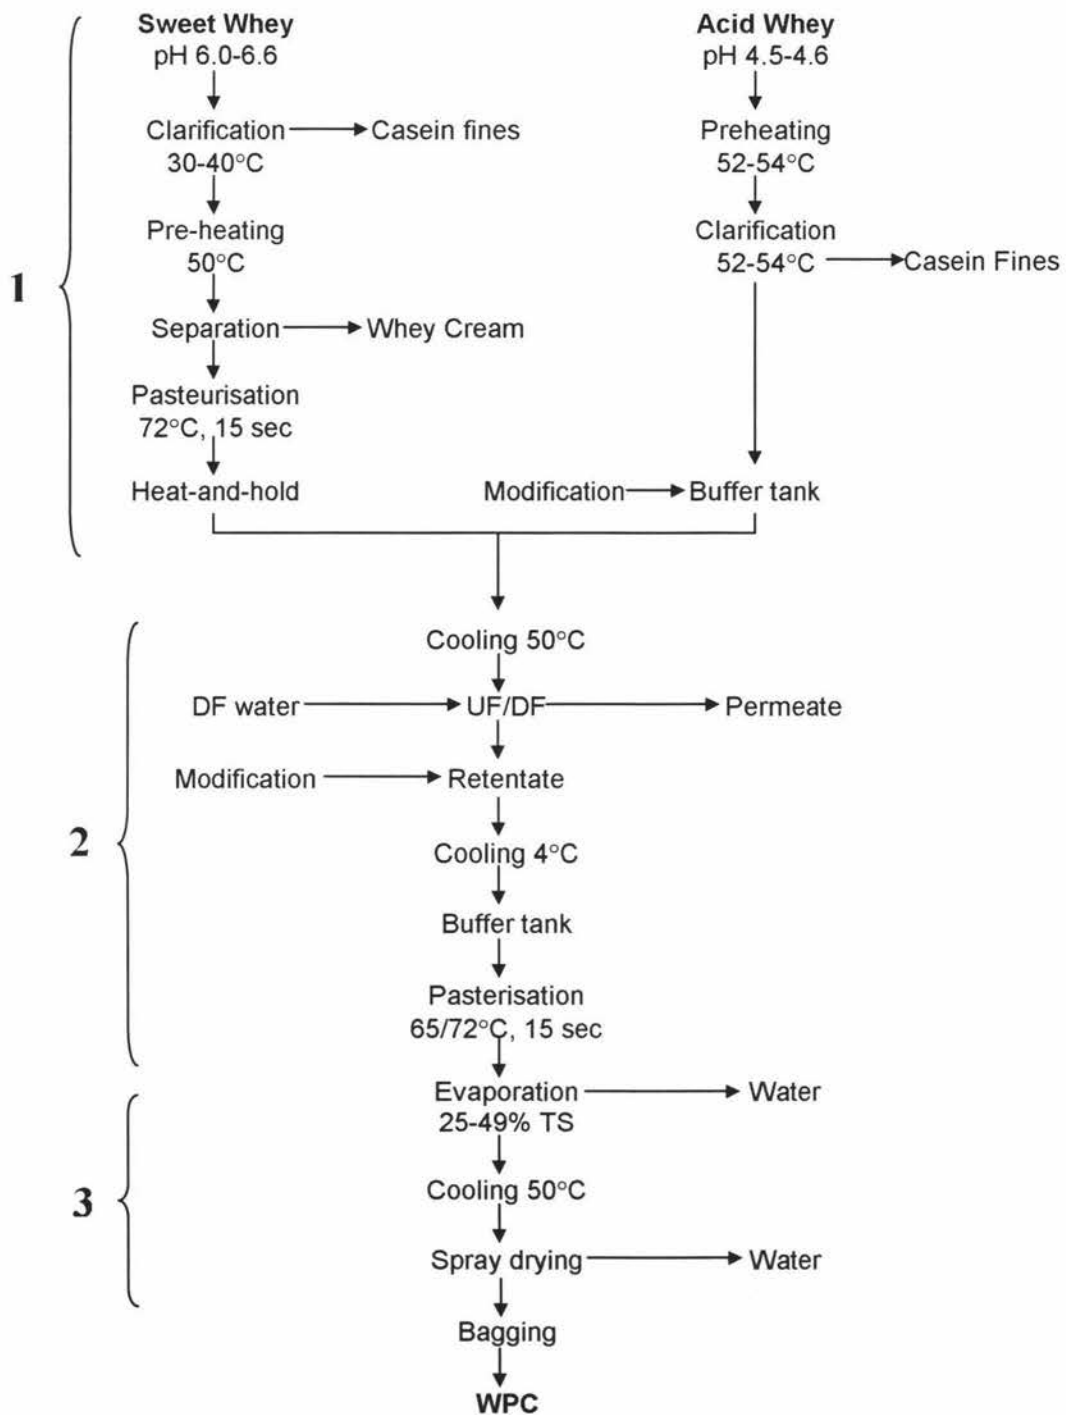 Sweet Whey
pH 6.0-6.6
Clarification
Casein fines
30-40°C
Pre-heating
50°C
Separation
Whey Cream
Pasteurisation
72°C, 15 sec
Heat-and-hold
Acid Whey
pH 4.5-4.6
Preheating
52-54°C
Clarification
52-54°C
Casein Fines
Modification
Buffer tank
1
Cooling 50°C
DF water
UF/DF
Permeate
Modification
Retentate
Cooling 4°C
Buffer tank
Pasterisation
65/72°C, 15 sec
2
Evaporation
Water
25-49% TS
Cooling 50°C
Spray drying
Water
3
Bagging
WPC